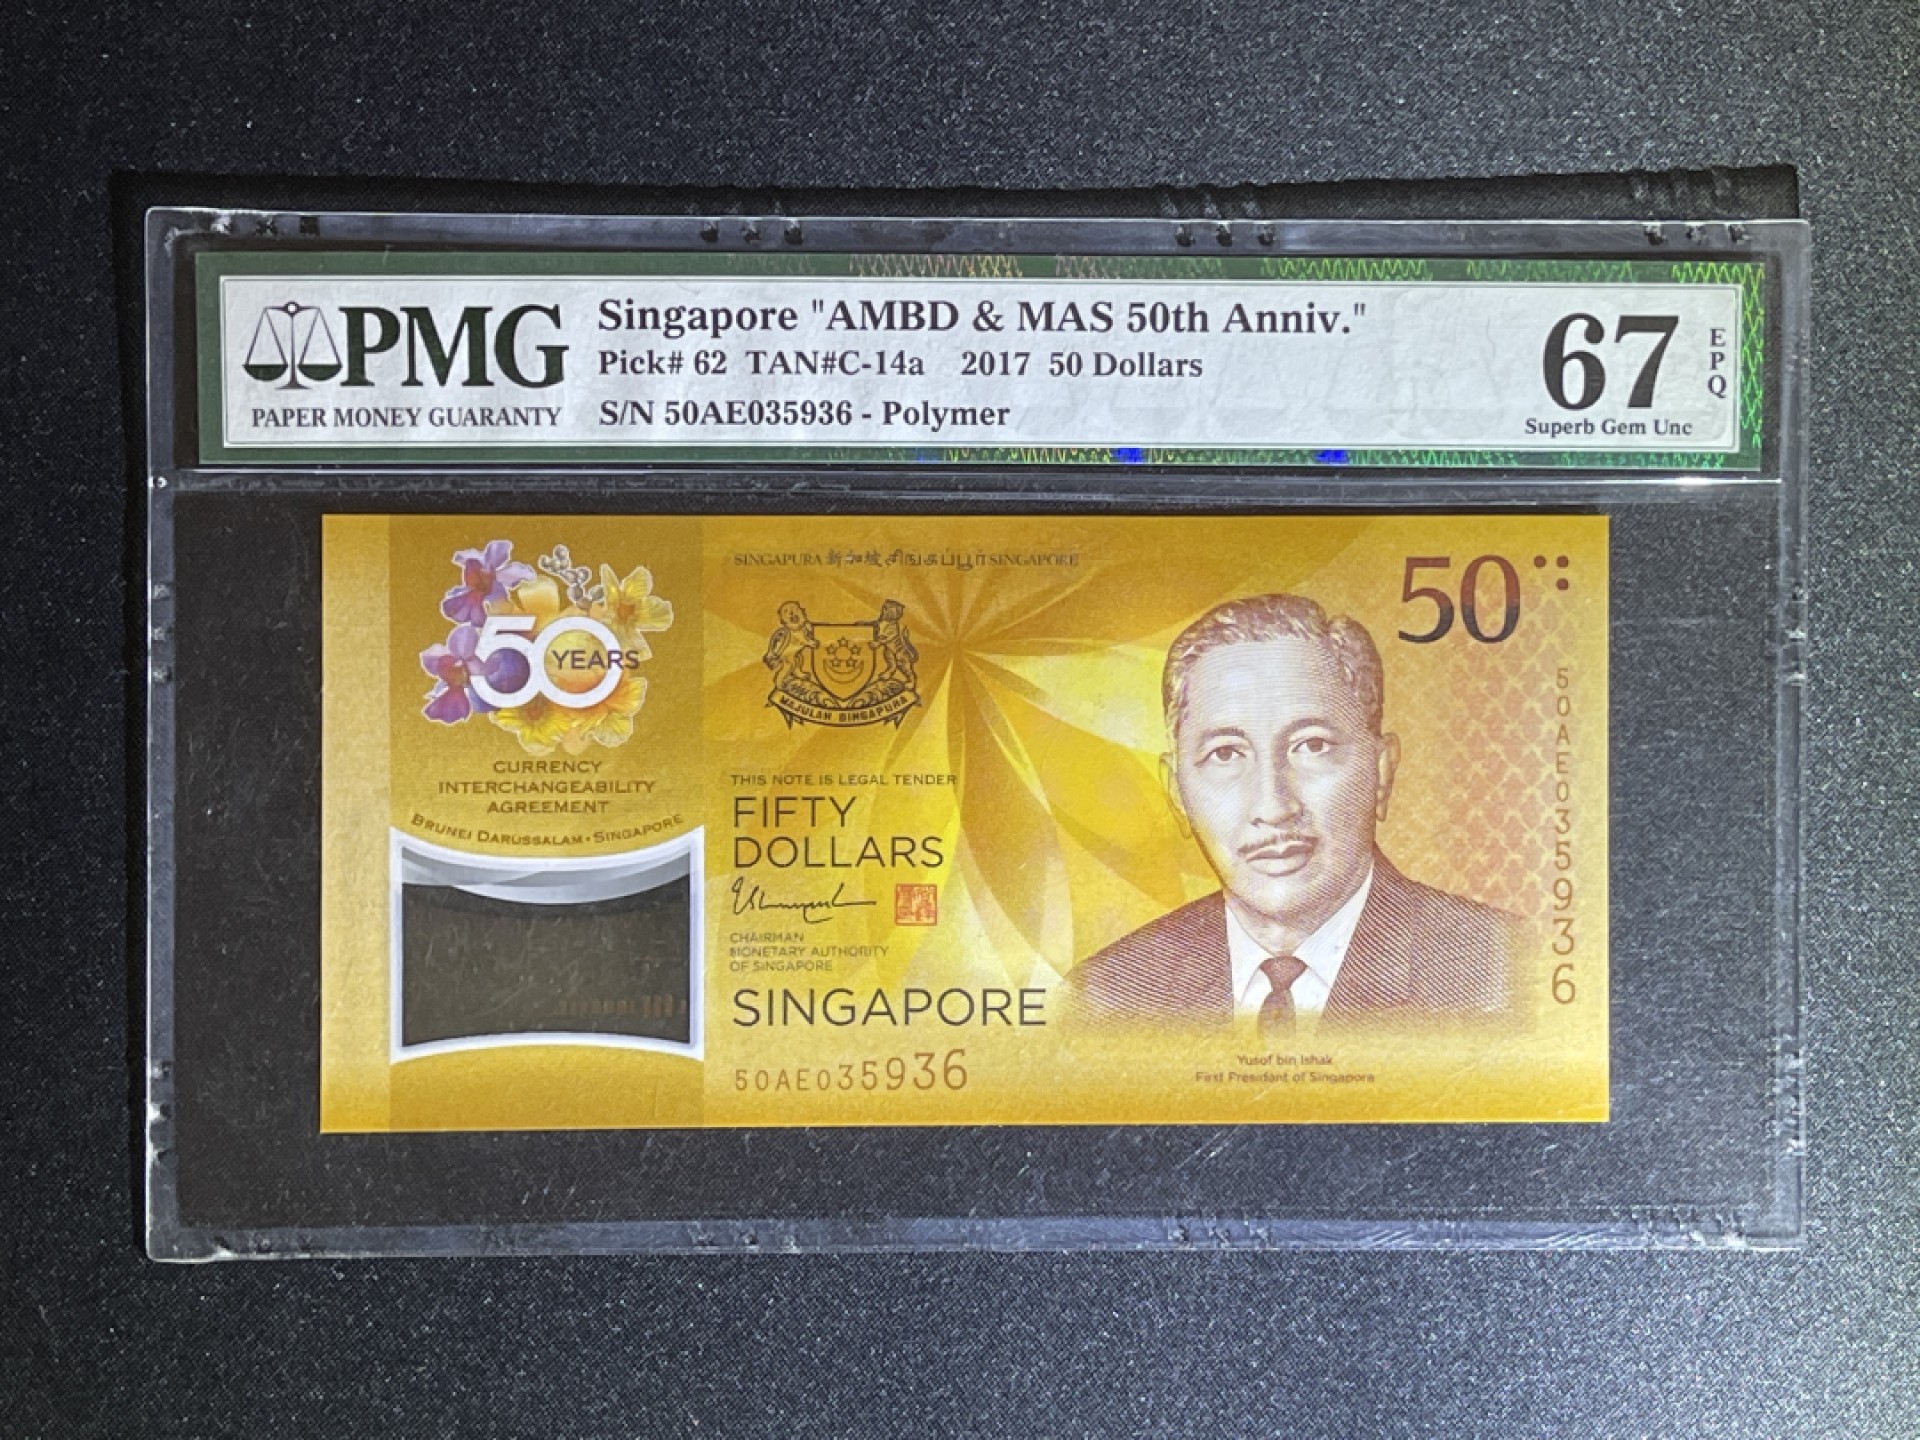 PMG
PAPER MONEY GUARANTY
Singapore "AMBD & MAS 50th Anniv."
Pick# 62 TAN#C-14a 2017 50 Dollars
S/N 50AE035936 - Polymer
67
EPQ
Superb Gem Unc
SINGAPURA 新加坡 சிங்கப்பூர் SINGAPORE
50
50 YEARS
CURRENCY
INTERCHANGEABILITY
AGREEMENT
BRUNEI DARUSSALAM • SINGAPORE
MAJULAH SINGAPURA
THIS NOTE IS LEGAL TENDER
FIFTY
DOLLARS
CHAIRMAN
MONETARY AUTHORITY
OF SINGAPORE
SINGAPORE
50AE035936
50AE035936
Yusof bin Ishak
First President of Singapore